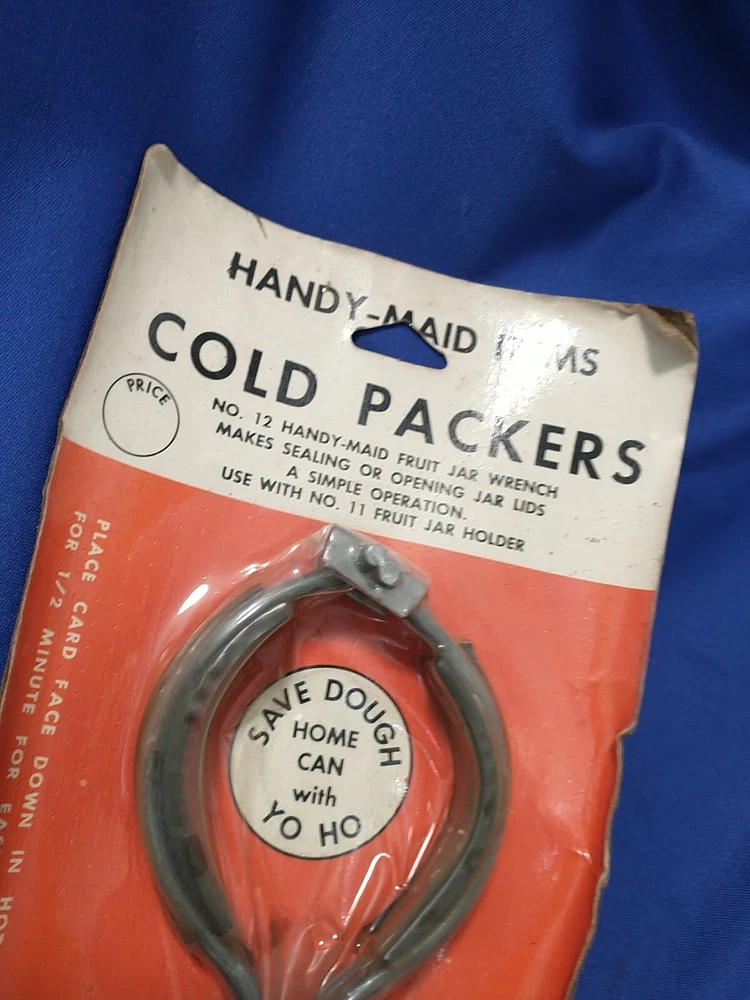 HANDY-MAID ITEMS
COLD PACKERS
PRICE
NO. 12 HANDY-MAID FRUIT JAR WRENCH
MAKES SEALING OR OPENING JAR LIDS
A SIMPLE OPERATION.
USE WITH NO. 11 FRUIT JAR HOLDER
PLACE CARD FACE DOWN IN HOT
FOR 1/2 MINUTE FOR
SAVE DOUGH
HOME
CAN
with
YO HO